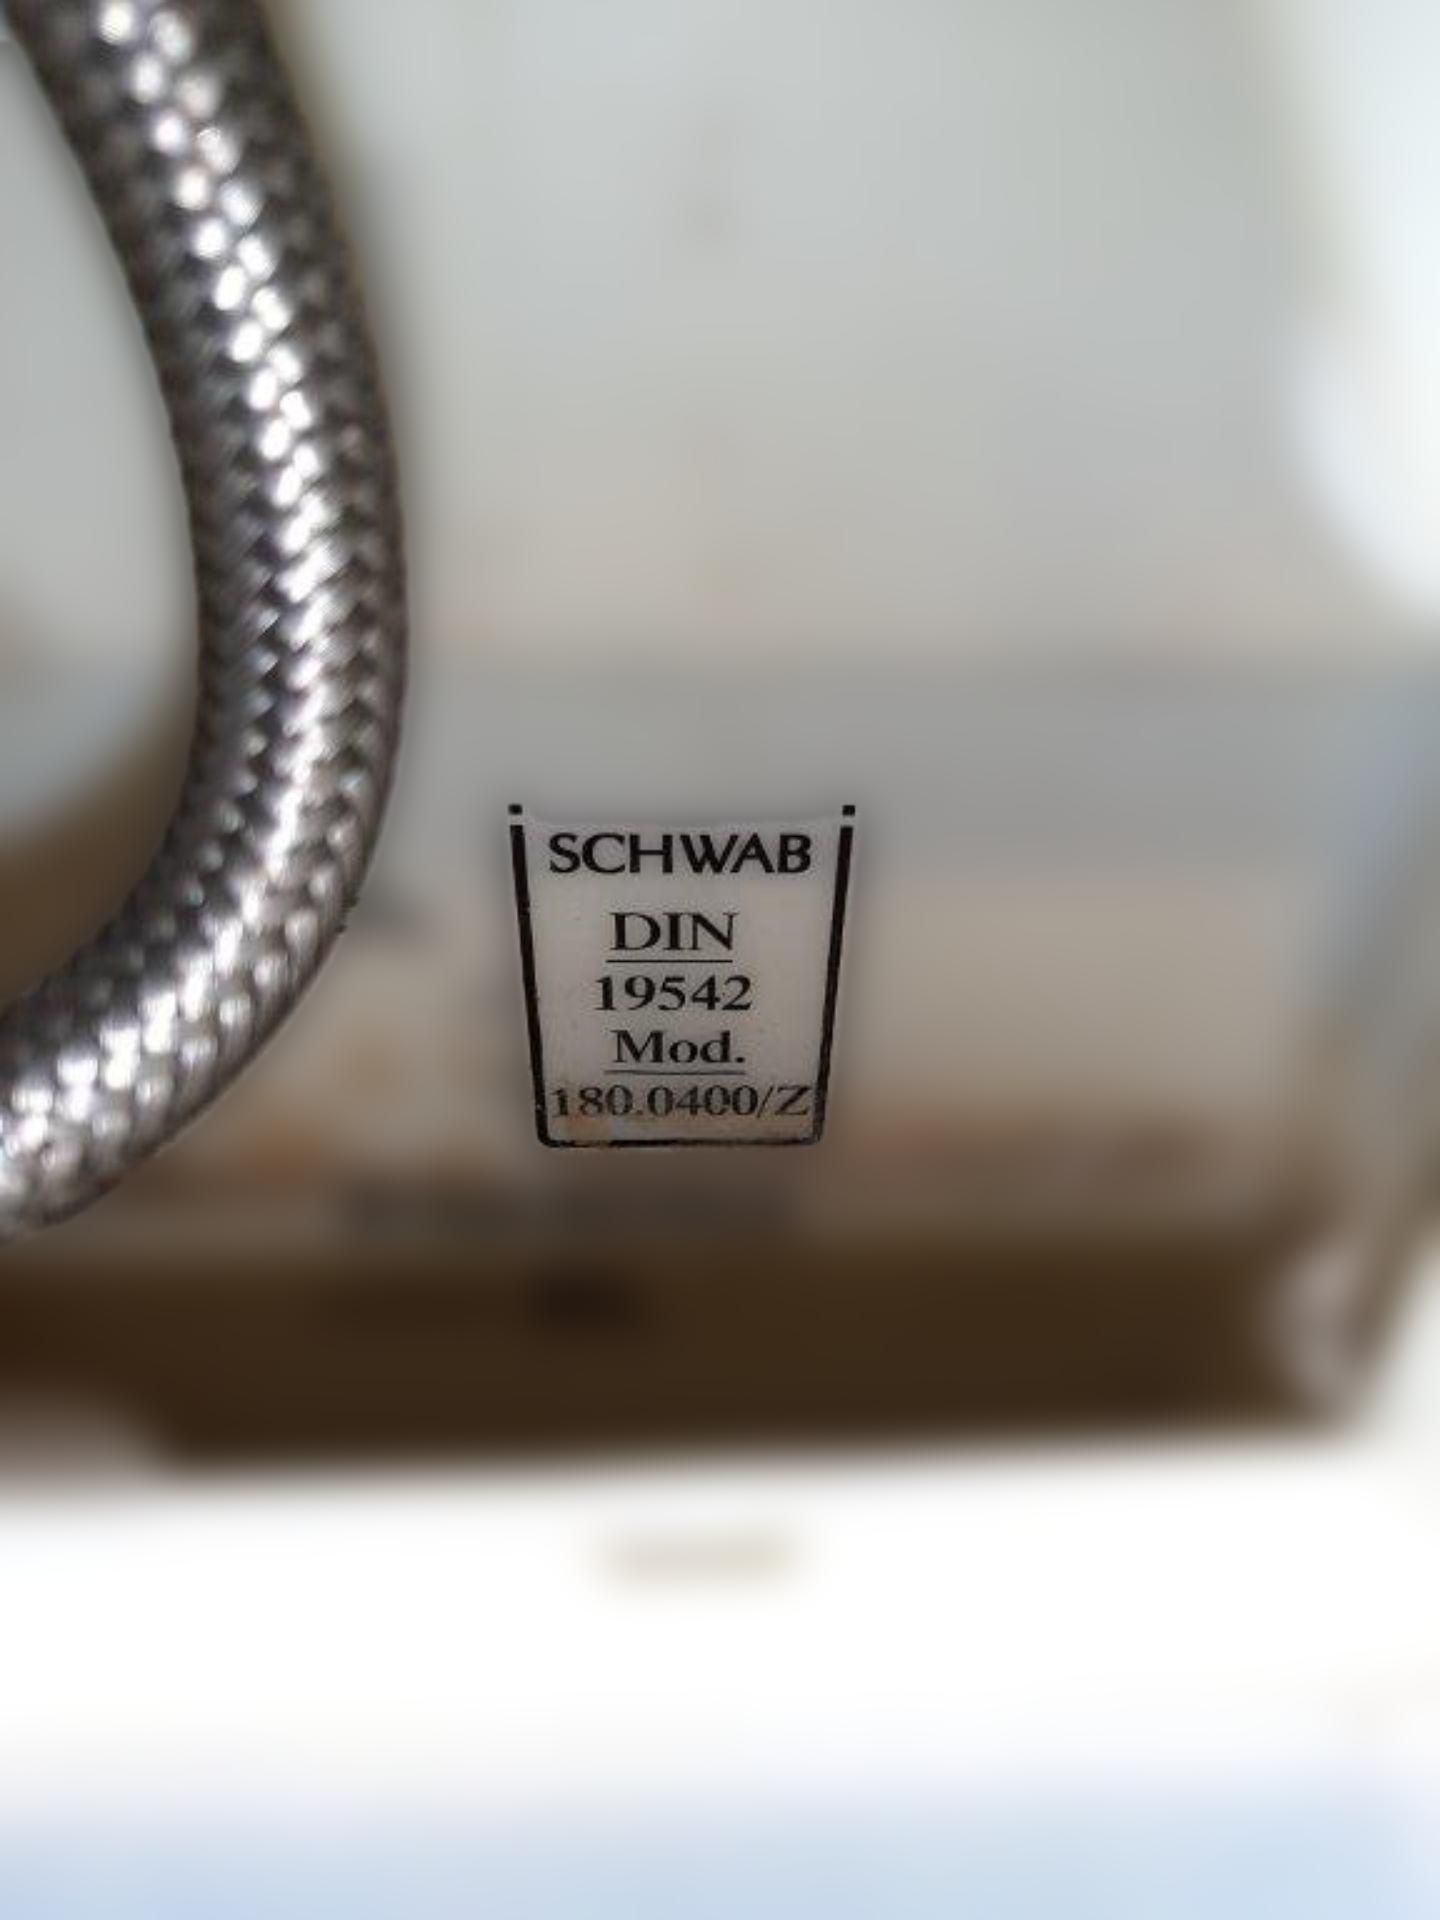 SCHWAB
DIN
19542
Mod.
180.0400/Z